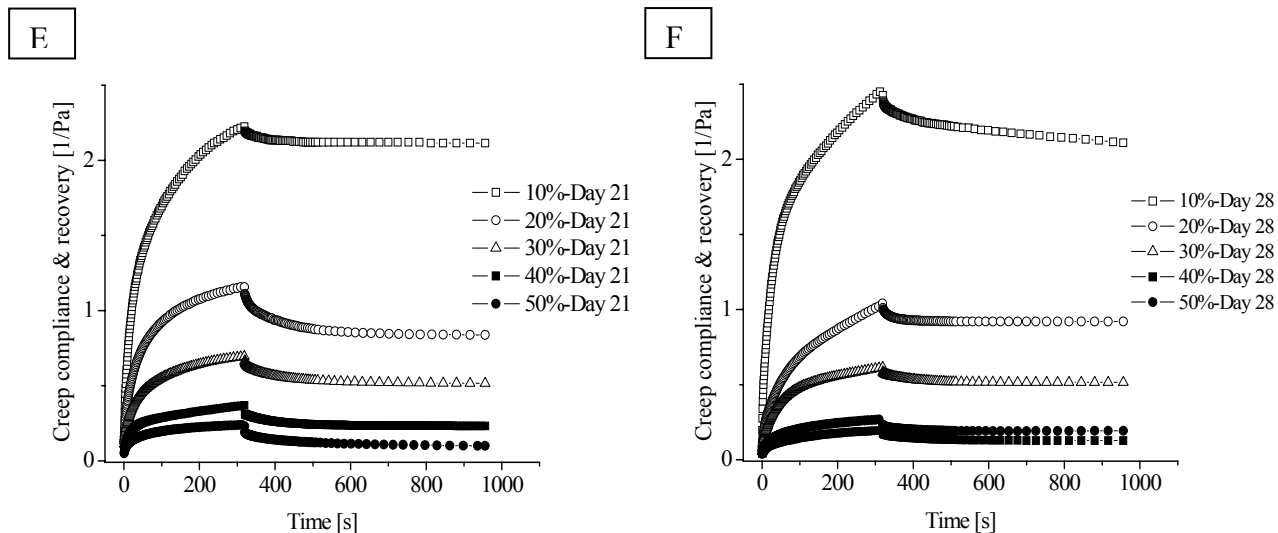 E
Creep compliance & recovery [1/Pa]
2
1
0
0
200
400
600
800
1000
Time [s]
10%-Day 21
20%-Day 21
30%-Day 21
40%-Day 21
50%-Day 21
F
Creep compliance & recovery [1/Pa]
2
1
0
0
200
400
600
800
1000
Time [s]
10%-Day 28
20%-Day 28
30%-Day 28
40%-Day 28
50%-Day 28